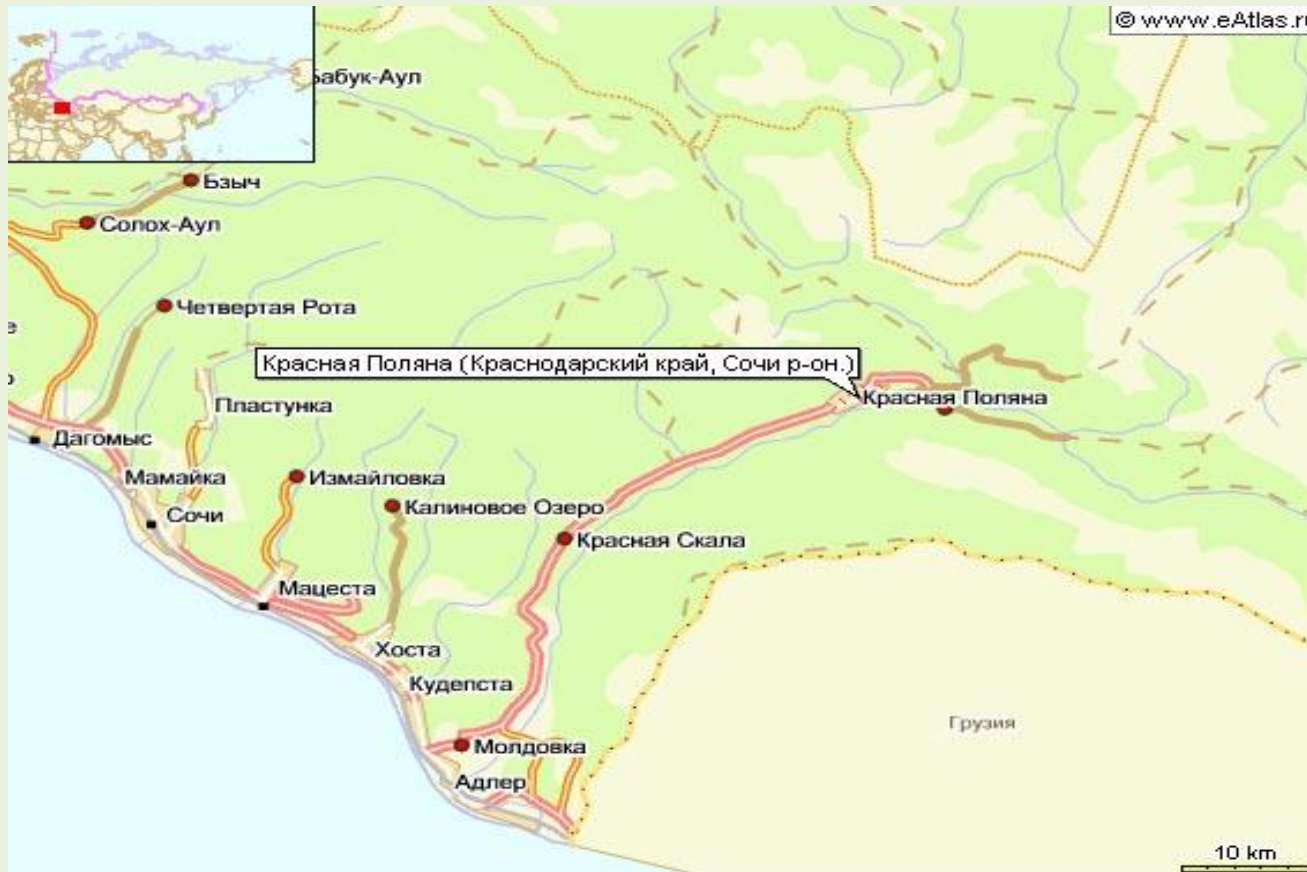 © www.eAtlas.ru
Бабук-Аул
Бзыч
Солох-Аул
Четвертая Рота
Красная Поляна (Краснодарский край, Сочи р-он.)
Красная Поляна
Пластунка
Дагомыс
Мамайка
Измайловка
Сочи
Калиновое Озеро
Красная Скала
Мацеста
Хоста
Кудепста
Грузия
Молдовка
Адлер
10 km